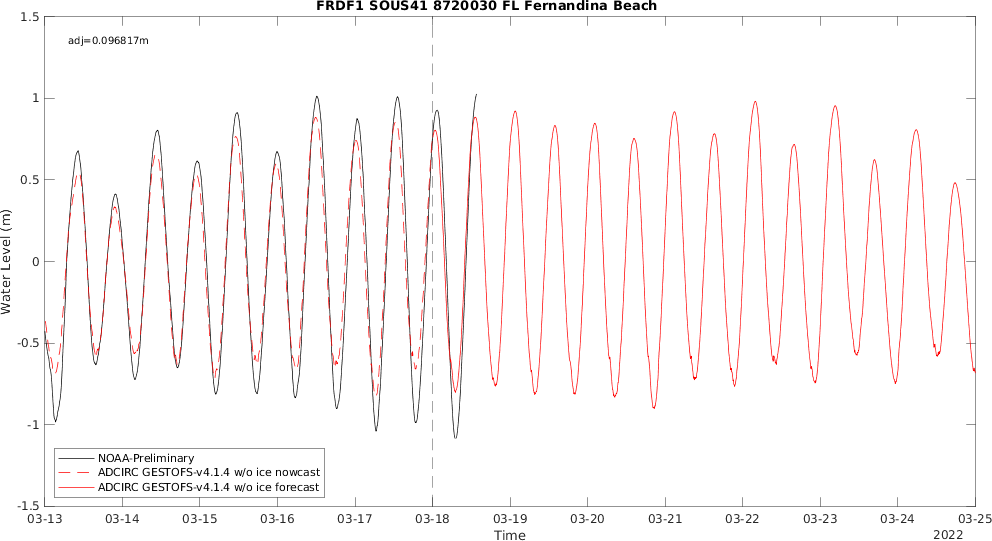 FRDF1 SOUS41 8720030 FL Fernandina Beach
adj=0.096817m
1.5
1
0.5
0
-0.5
-1
-1.5
Water Level (m)
NOAA-Preliminary
ADCIRC GESTOFS-v4.1.4 w/o ice nowcast
ADCIRC GESTOFS-v4.1.4 w/o ice forecast
03-13 03-14 03-15 03-16 03-17 03-18 03-19 03-20 03-21 03-22 03-23 03-24 03-25
Time
2022